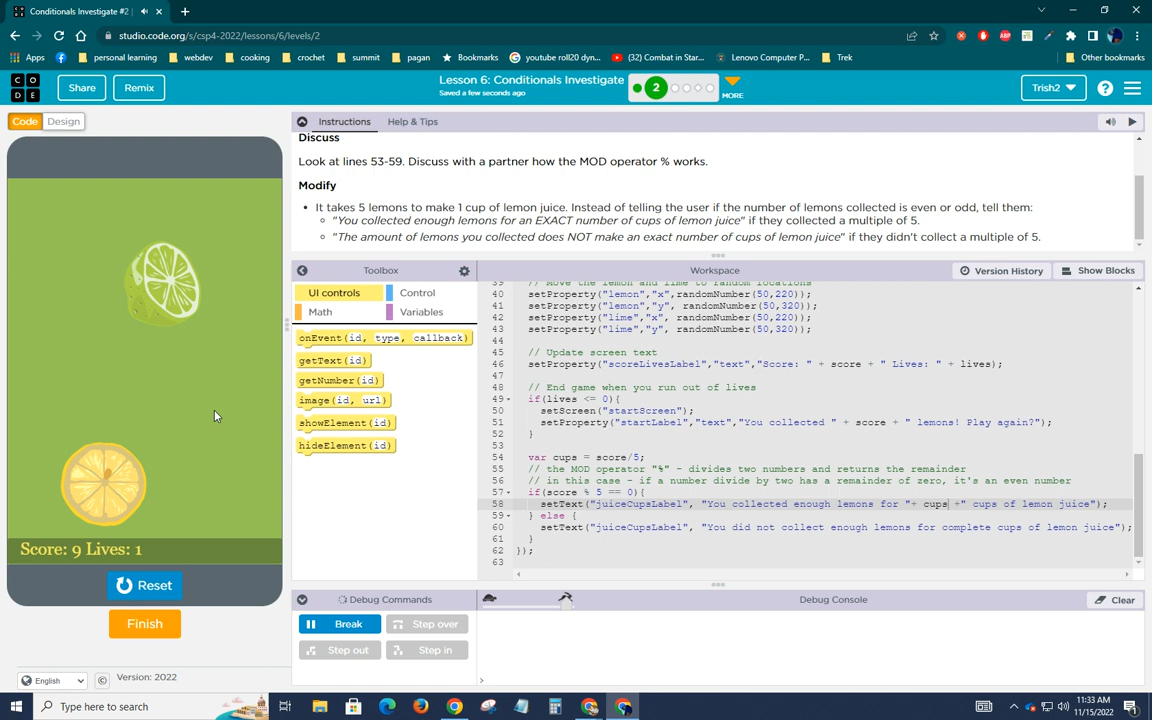 Conditionals Investigate #2 |
studio.code.org/s/csp4-2022/lessons/6/levels/2
Apps personal learning webdev cooking crochet summit pagan Bookmarks youtube roll20 dyn... (32) Combat in Star... Lenovo Computer P... Trek Other bookmarks
C O D E Share Remix Lesson 6: Conditionals Investigate 2 MORE Trish2 ?
Saved a few seconds ago
Code Design Instructions Help & Tips
Discuss
Look at lines 53-59. Discuss with a partner how the MOD operator % works.
Modify
It takes 5 lemons to make 1 cup of lemon juice. Instead of telling the user if the number of lemons collected is even or odd, tell them:
"You collected enough lemons for an EXACT number of cups of lemon juice" if they collected a multiple of 5.
"The amount of lemons you collected does NOT make an exact number of cups of lemon juice" if they didn't collect a multiple of 5.
Toolbox Workspace Version History Show Blocks
UI controls Control
Math Variables
onEvent(id, type, callback)
getText(id)
getNumber(id)
image(id, url)
showElement(id)
hideElement(id)
39 // Move the lemon and lime to random locations
40 setProperty("lemon","x",randomNumber(50,220));
41 setProperty("lemon","y", randomNumber(50,320));
42 setProperty("lime","x", randomNumber(50,220));
43 setProperty("lime","y", randomNumber(50,320));
44
45 // Update screen text
46 setProperty("scoreLivesLabel","text","Score: " + score + " Lives: " + lives);
47
48 // End game when you run out of lives
49 if(lives <= 0){
50 setScreen("startScreen");
51 setProperty("startLabel","text","You collected " + score + " lemons! Play again?");
52 }
53
54 var cups = score/5;
55 // the MOD operator "%" - divides two numbers and returns the remainder
56 // in this case - if a number divide by two has a remainder of zero, it's an even number
57 if(score % 5 == 0){
58 setText("juiceCupsLabel", "You collected enough lemons for "+ cups +" cups of lemon juice");
59 } else {
60 setText("juiceCupsLabel", "You did not collect enough lemons for complete cups of lemon juice");
61 }
62 });
63
Score: 9 Lives: 1
Reset
Finish
Debug Commands Debug Console Clear
Break Step over
Step out Step in
>
English © Version: 2022
Type here to search
11:33 AM
11/15/2022